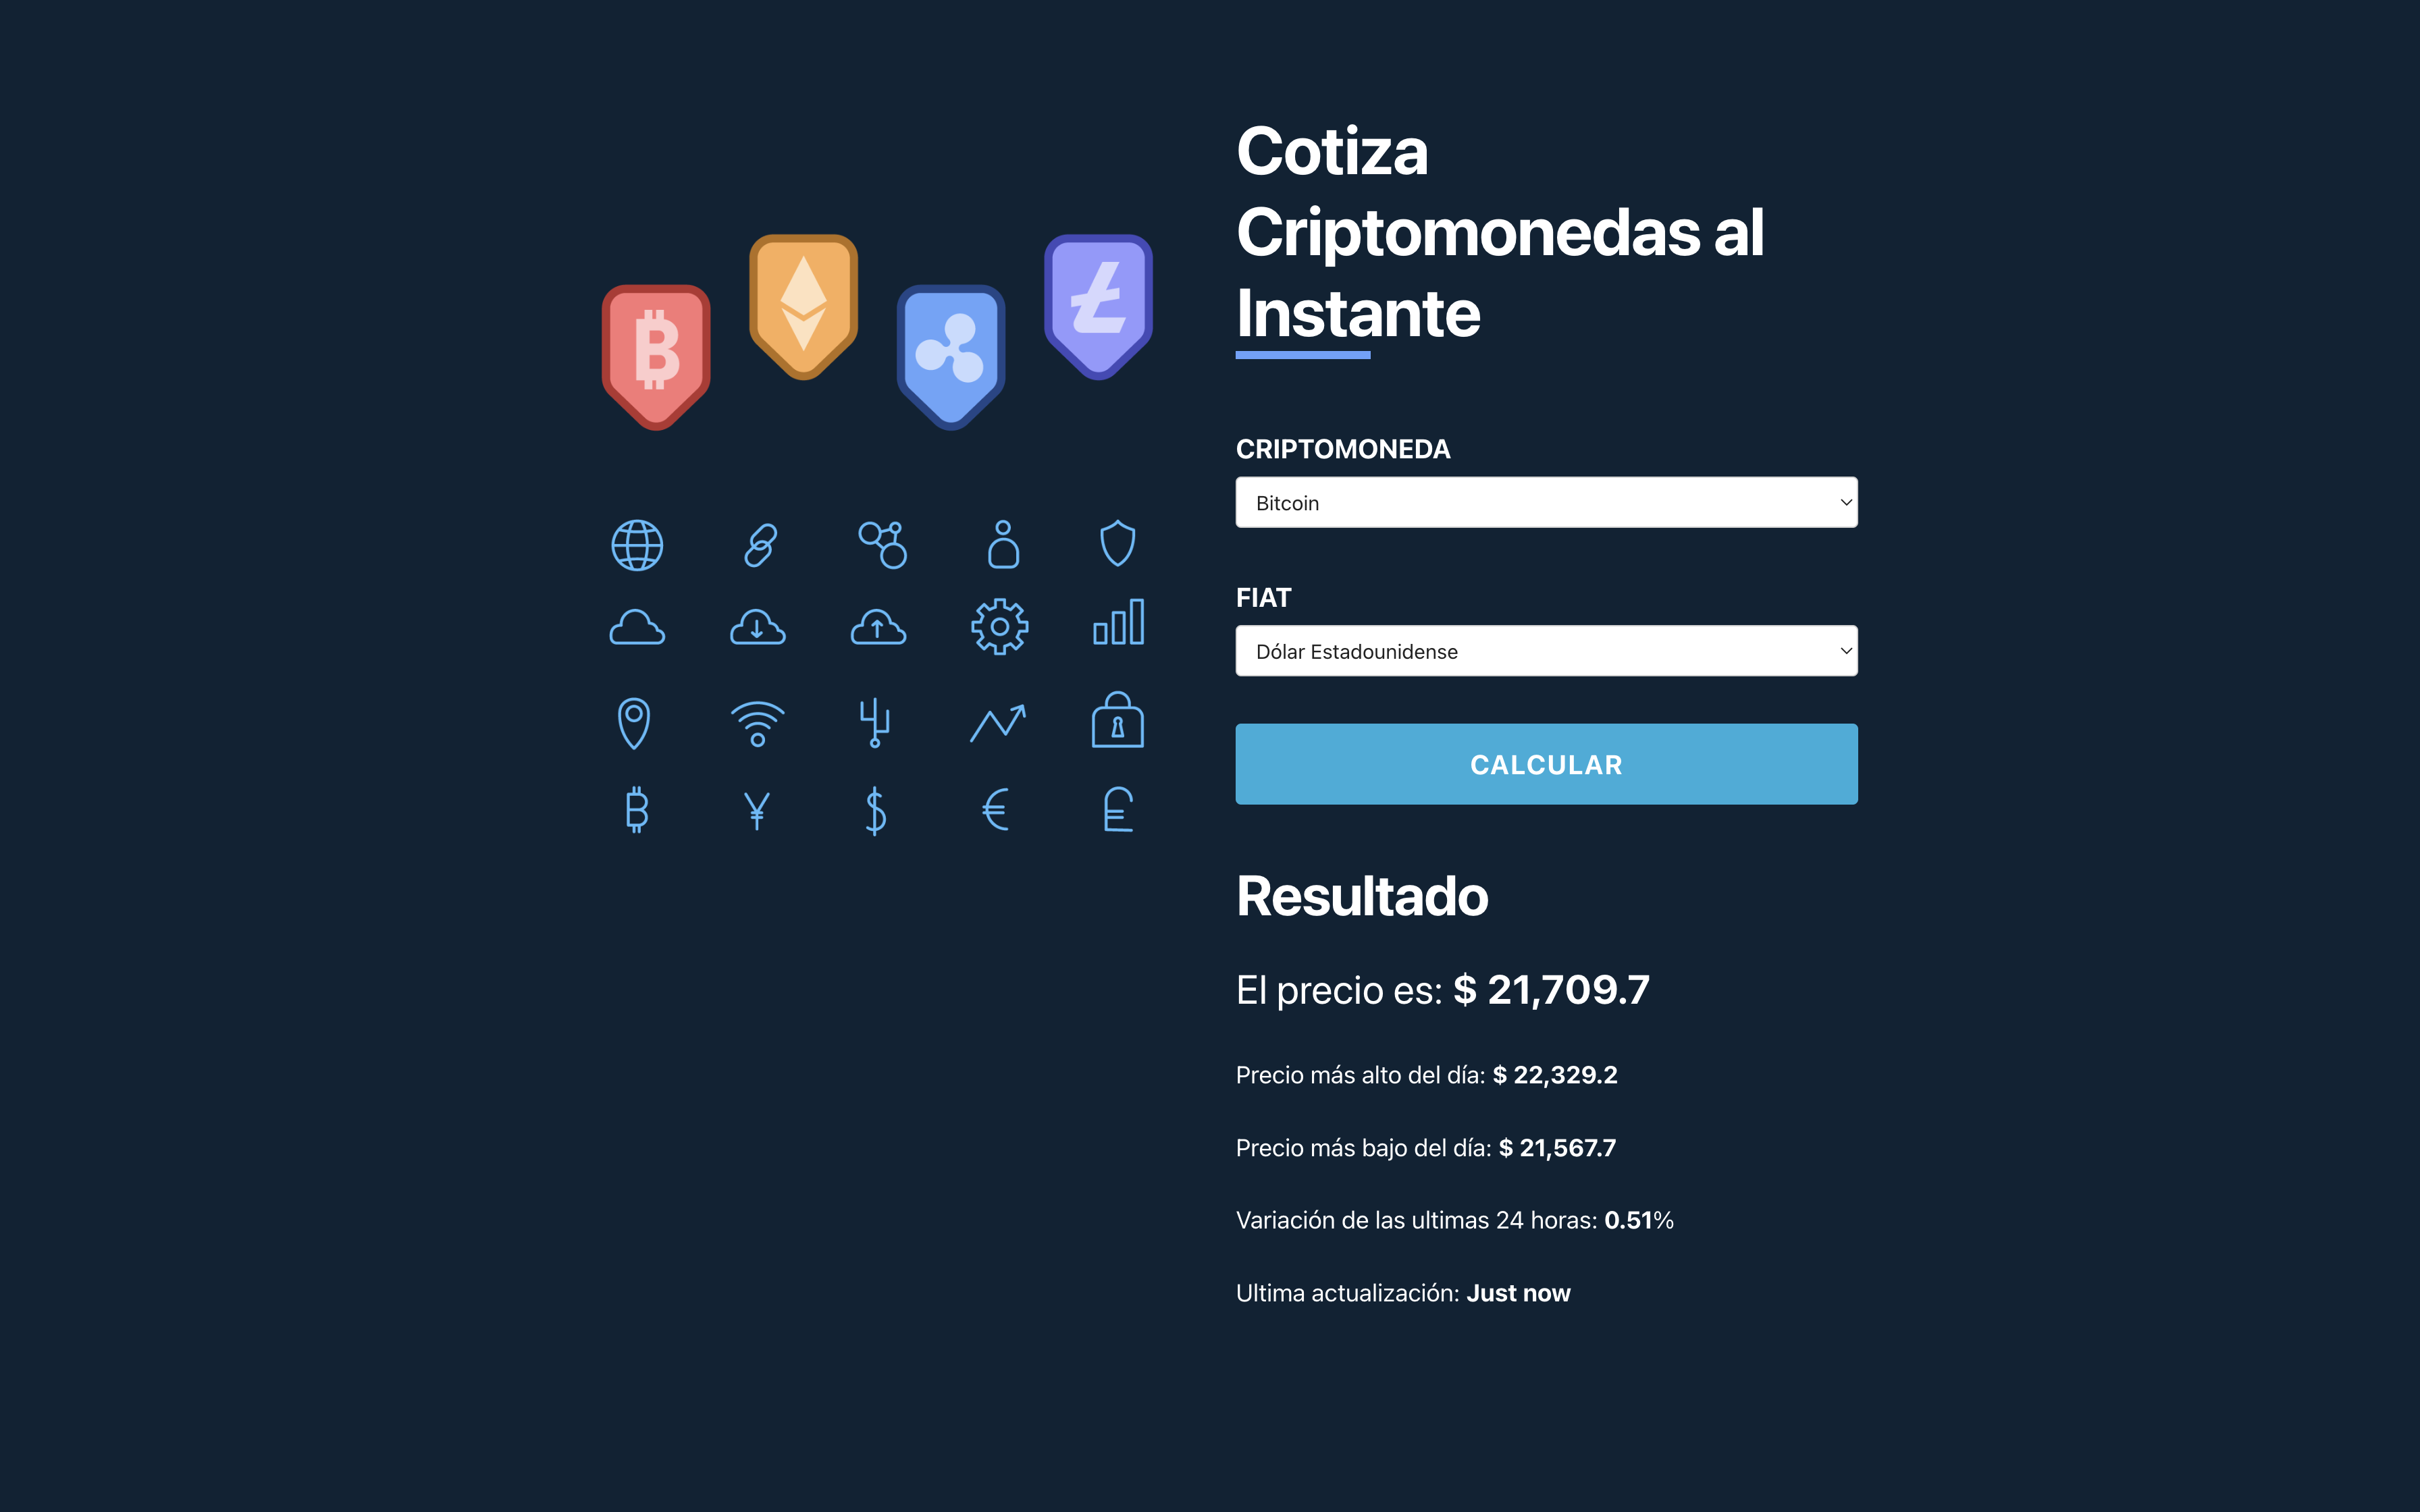 Cotiza
Criptomonedas al
Instante
CRIPTOMONEDA
Bitcoin
FIAT
Dólar Estadounidense
CALCULAR
Resultado
El precio es: $ 21,709.7
Precio más alto del día: $ 22,329.2
Precio más bajo del día: $ 21,567.7
Variación de las ultimas 24 horas: 0.51%
Ultima actualización: Just now